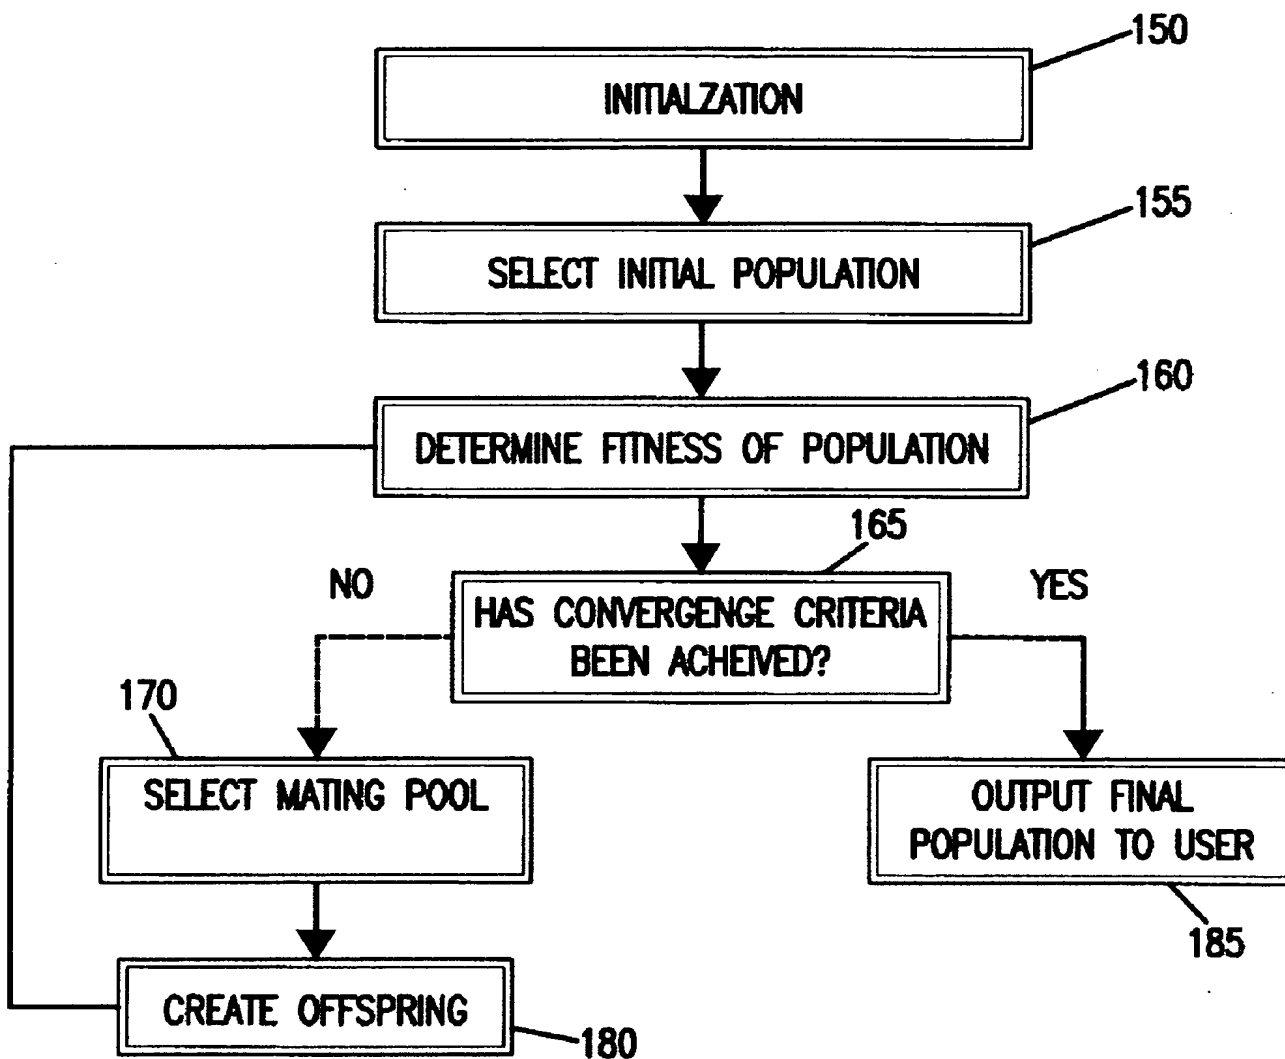 150
INITIALZATION
155
SELECT INITIAL POPULATION
160
DETERMINE FITNESS OF POPULATION
165
NO
YES
HAS CONVERGENCE CRITERIA
BEEN ACHEIVED?
170
SELECT MATING POOL
OUTPUT FINAL
POPULATION TO USER
185
CREATE OFFSPRING
180